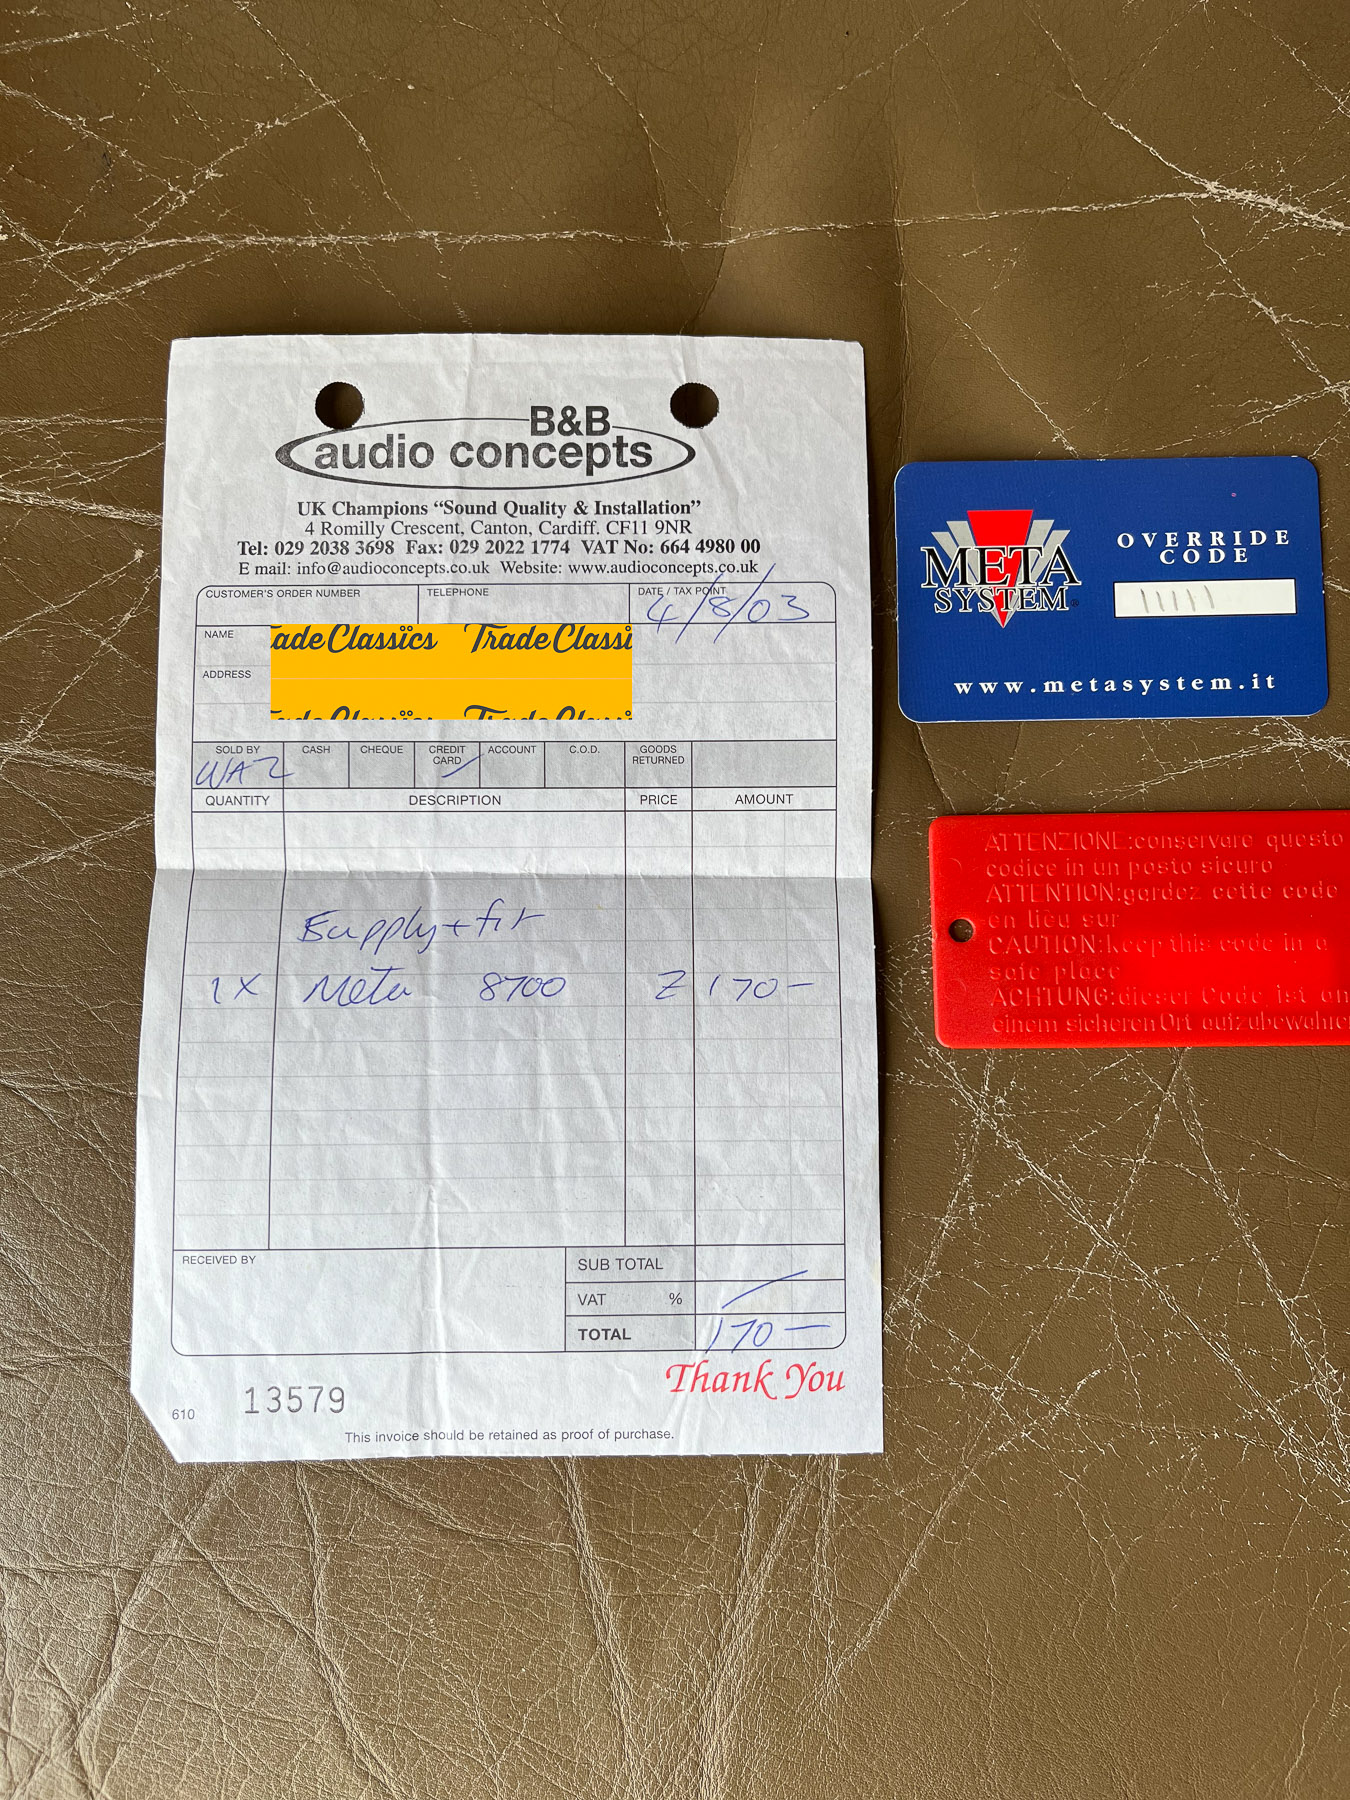 B&B
audio concepts
UK Champions “Sound Quality & Installation”
4 Romilly Crescent, Canton, Cardiff. CF11 9NR
Tel: 029 2038 3698 Fax: 029 2022 1774 VAT No: 664 4980 00
E mail: info@audioconcepts.co.uk Website: www.audioconcepts.co.uk
CUSTOMER'S ORDER NUMBER TELEPHONE DATE / TAX POINT
4/8/03
NAME
ade Classics Trade Classi
ADDRESS
SOLD BY CASH CHEQUE CREDIT CARD ACCOUNT C.O.D. GOODS RETURNED
WAZ
QUANTITY DESCRIPTION PRICE AMOUNT
Supply + fit
1X Meta 8700 170-
RECEIVED BY
SUB TOTAL
VAT %
TOTAL 170-
Thank You
610 13579
This invoice should be retained as proof of purchase.
META
SYSTEM®
OVERRIDE
CODE
11111
www.metasystem.it
ATTENZIONE:conservare questo
codice in un posto sicuro
ATTENTION:gardez cette code
en lieu sur
CAUTION:Keep this code in a
safe place
ACHTUNG:dieser Code ist an
einem sicheren Ort aufzubewahre